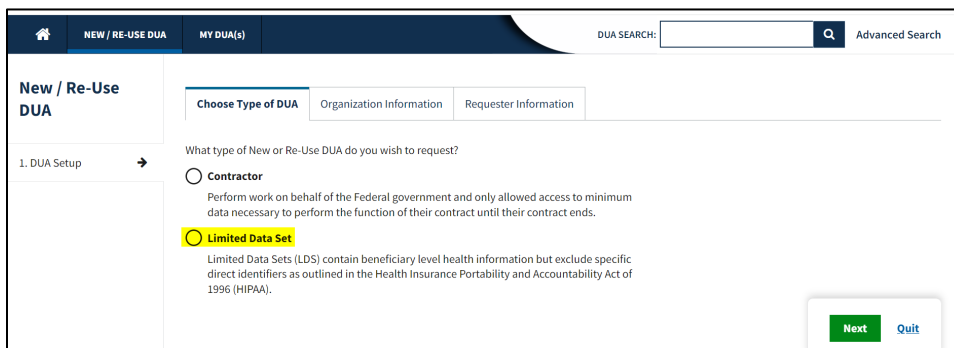 NEW / RE-USE DUA
MY DUA(s)
DUA SEARCH:
Advanced Search
New / Re-Use
DUA
1. DUA Setup
Choose Type of DUA
Organization Information
Requester Information
What type of New or Re-Use DUA do you wish to request?
Contractor
Perform work on behalf of the Federal government and only allowed access to minimum
data necessary to perform the function of their contract until their contract ends.
Limited Data Set
Limited Data Sets (LDS) contain beneficiary level health information but exclude specific
direct identifiers as outlined in the Health Insurance Portability and Accountability Act of
1996 (HIPAA).
Next
Quit